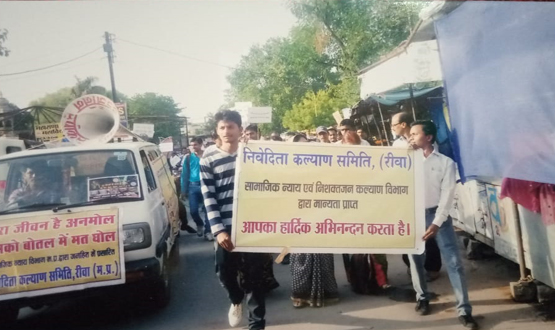 निवेदिता कल्याण समिति, (रीवा)
सामाजिक न्याय एवं निशक्तजन कल्याण विभाग
द्वारा मान्यता प्राप्त
आपका हार्दिक अभिनन्दन करता है।
जीवन है अनमोल
को बोतल में मत घोल
कल्याण समिति, रीवा (म.प्र.)